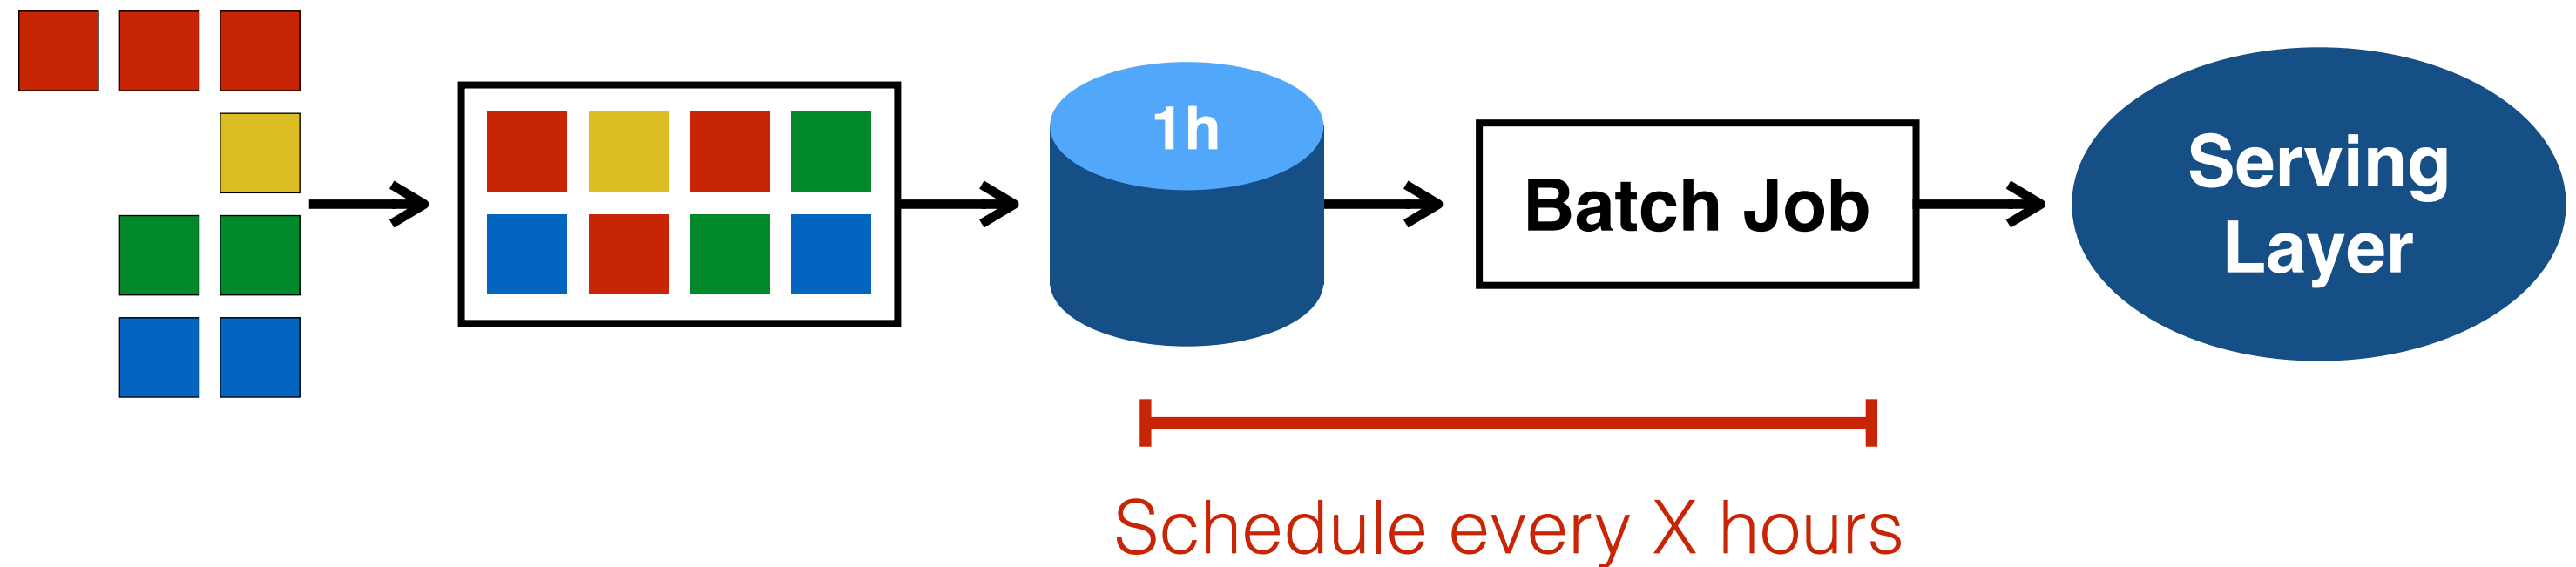 1h
Batch Job
Serving
Layer
Schedule every X hours